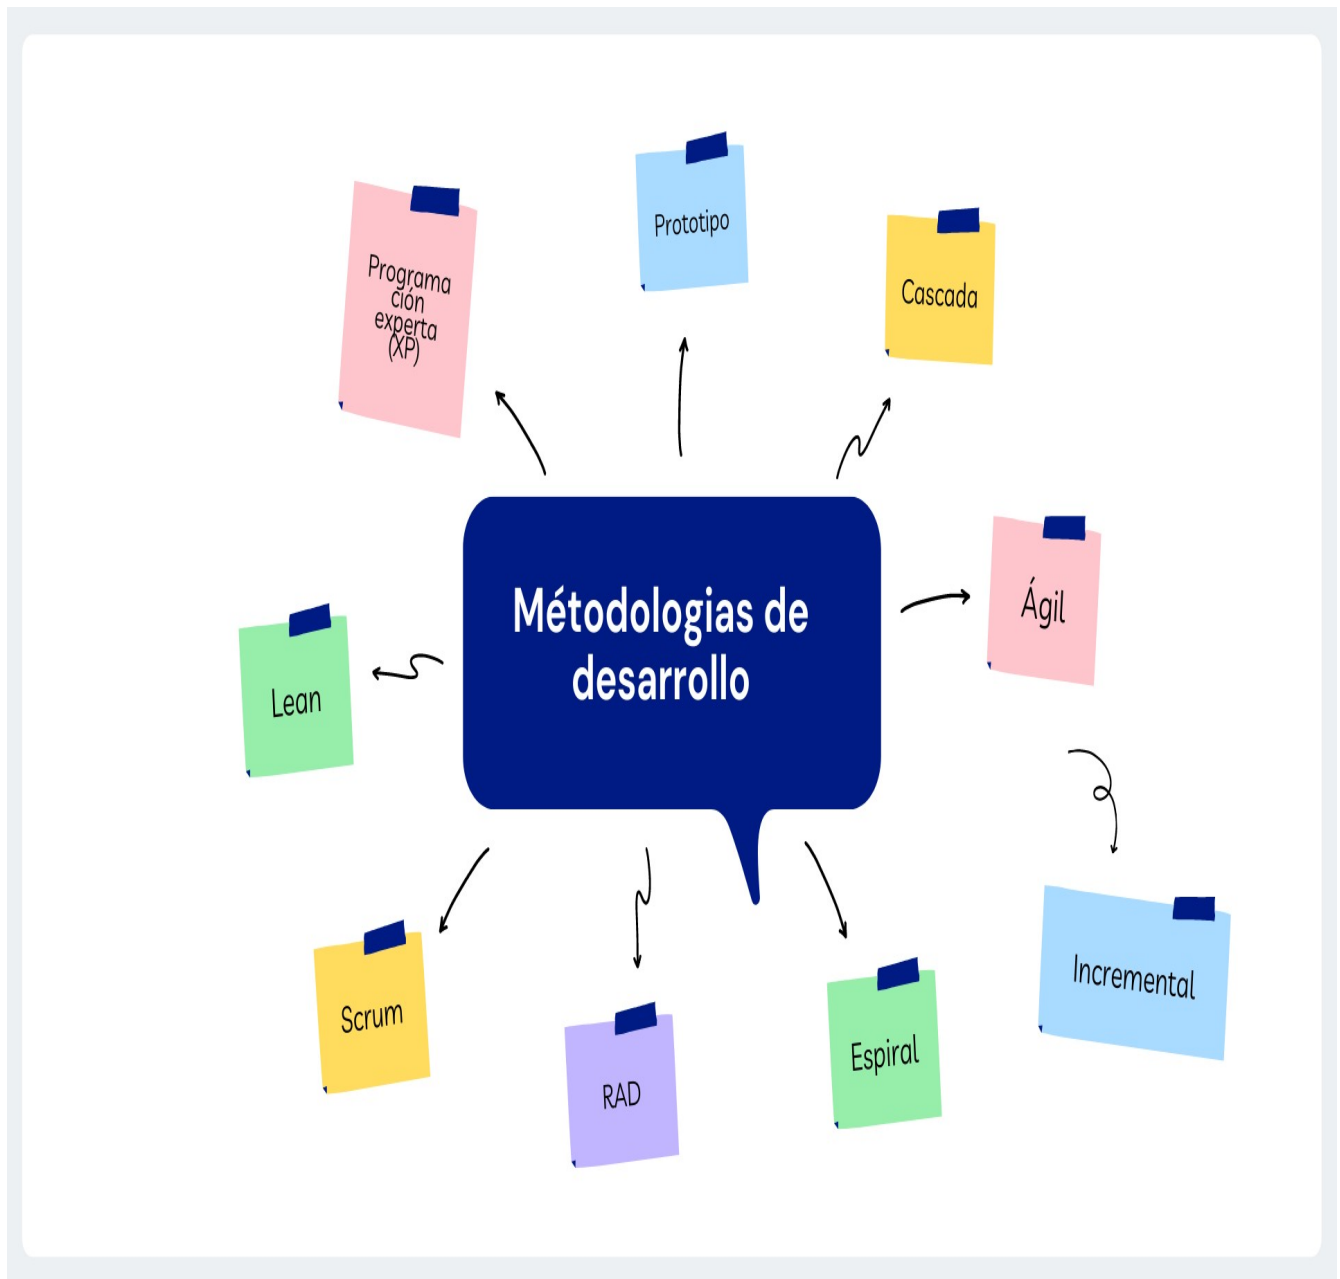 Prototipo
Programa
ción
experta
(XP)
Cascada
Métodologias de
desarrollo
Ágil
Lean
Incremental
Scrum
Espiral
RAD